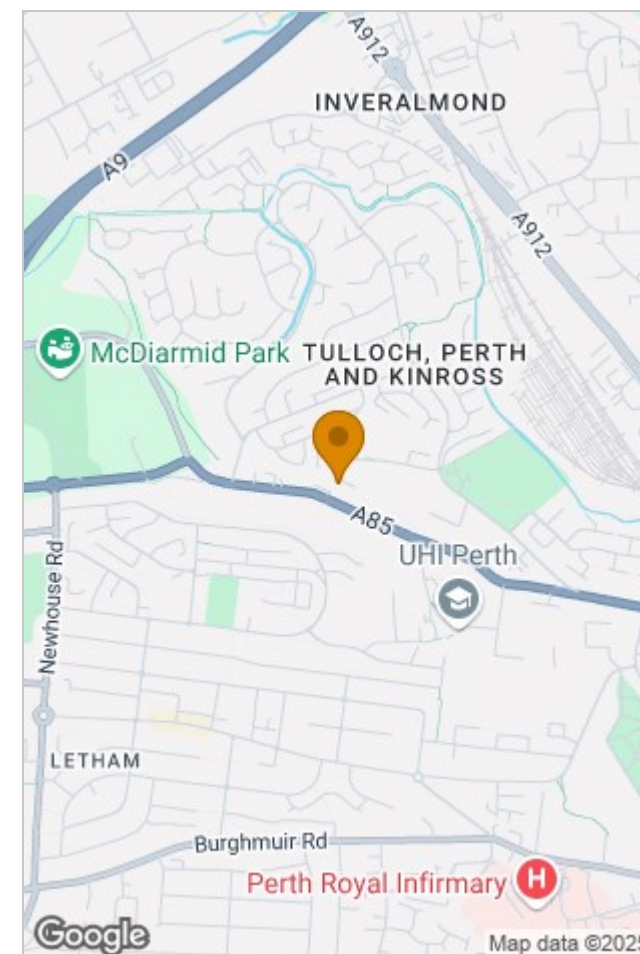 A912
INVERALMOND
A9
A912
McDiarmid Park
TULLOCH, PERTH
AND KINROSS
A85
UHI Perth
Newhouse Rd
LETHAM
Burghmuir Rd
Perth Royal Infirmary
H
Google
Map data ©2025